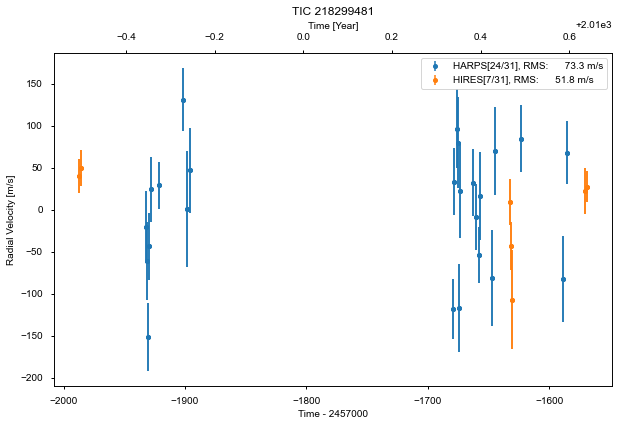 TIC 218299481
Time [Year]
+2.01e3
−0.4 −0.2 0.0 0.2 0.4 0.6
HARPS[24/31], RMS: 73.3 m/s
HIRES[7/31], RMS: 51.8 m/s
Radial Velocity [m/s]
150
100
50
0
−50
−100
−150
−200
−2000 −1900 −1800 −1700 −1600
Time - 2457000